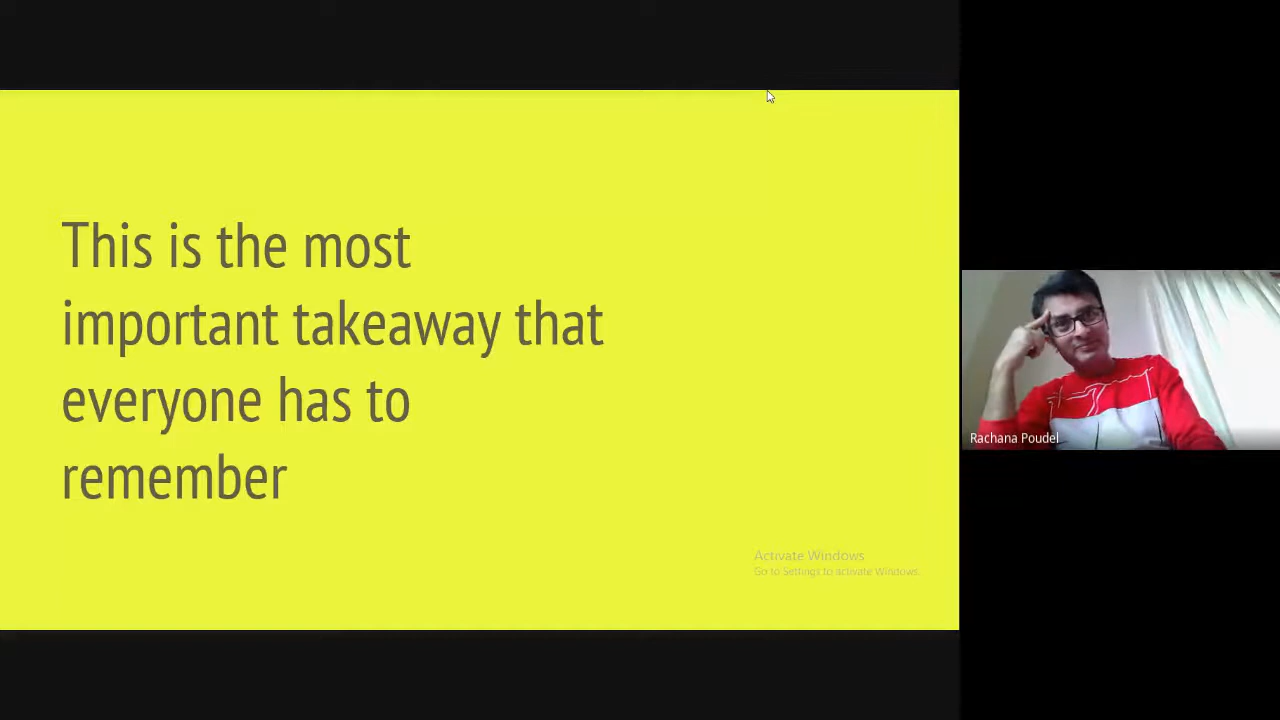 This is the most
important takeaway that
everyone has to
remember
Activate Windows
Go to Settings to activate Windows.
Rachana Poudel